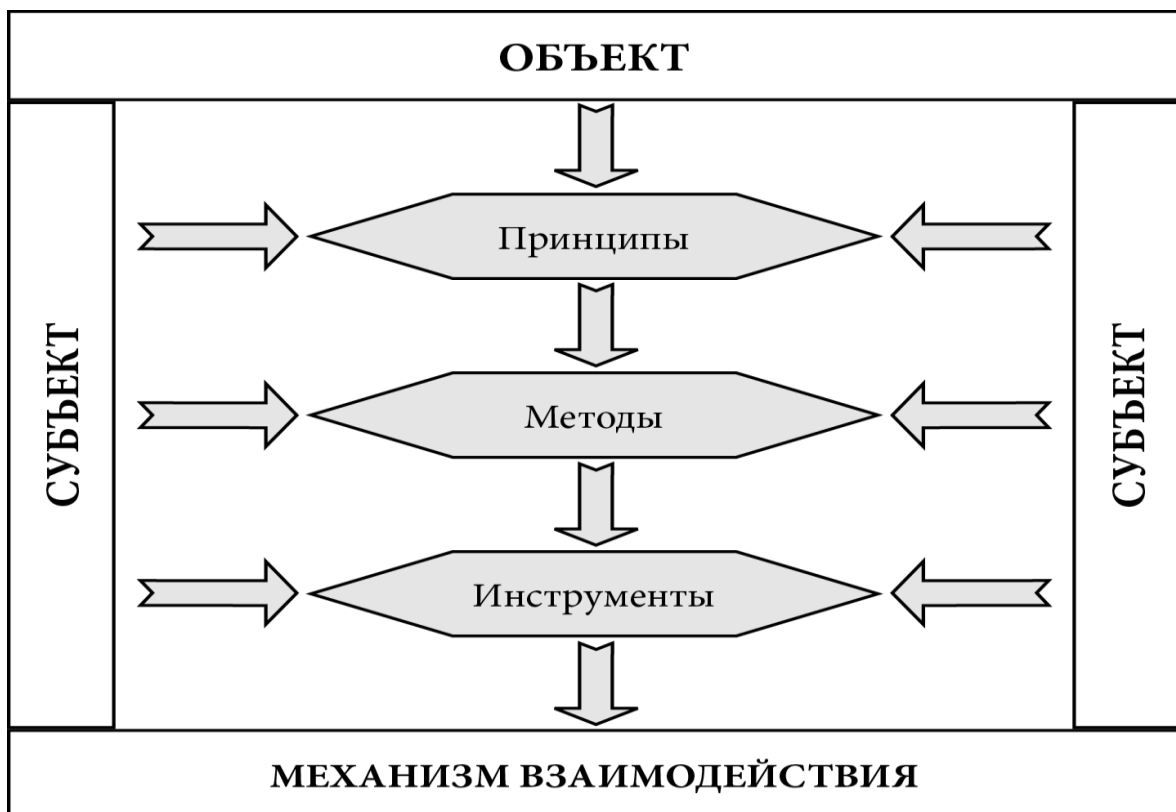 ОБЪЕКТ
СУБЪЕКТ
Принципы
Методы
Инструменты
СУБЪЕКТ
МЕХАНИЗМ ВЗАИМОДЕЙСТВИЯ